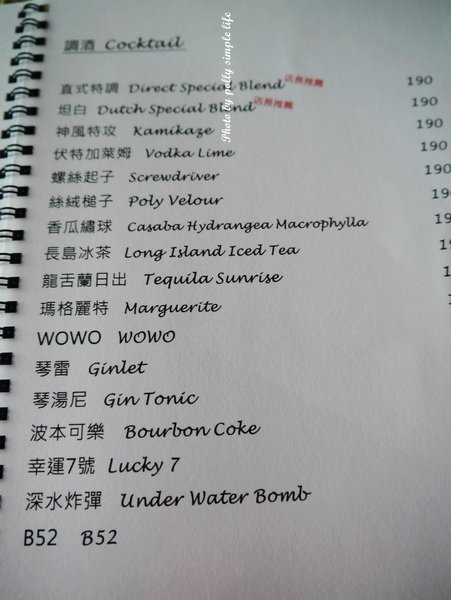 調酒 Cocktail
直式特調 Direct Special Blend 店長推薦 190
坦白 Dutch Special Blend 店長推薦 190
神風特攻 Kamikaze 190
伏特加萊姆 Vodka Lime 190
螺絲起子 Screwdriver 190
絲絨槌子 Poly Velour 190
香瓜繡球 Casaba Hydrangea Macrophylla
長島冰茶 Long Island Iced Tea
龍舌蘭日出 Tequila Sunrise
瑪格麗特 Marguerite
WOWO WOWO
琴雷 Ginlet
琴湯尼 Gin Tonic
波本可樂 Bourbon Coke
幸運7號 Lucky 7
深水炸彈 Under Water Bomb
B52 B52
Photo by polly simple life